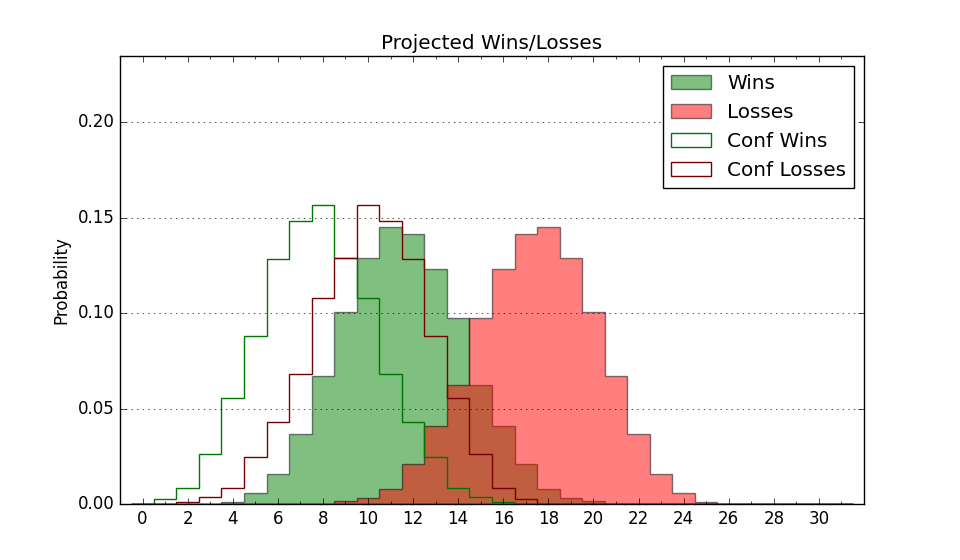 Projected Wins/Losses
Wins
Losses
Conf Wins
Conf Losses
Probability
0.20
0.15
0.10
0.05
0.00
0 2 4 6 8 10 12 14 16 18 20 22 24 26 28 30